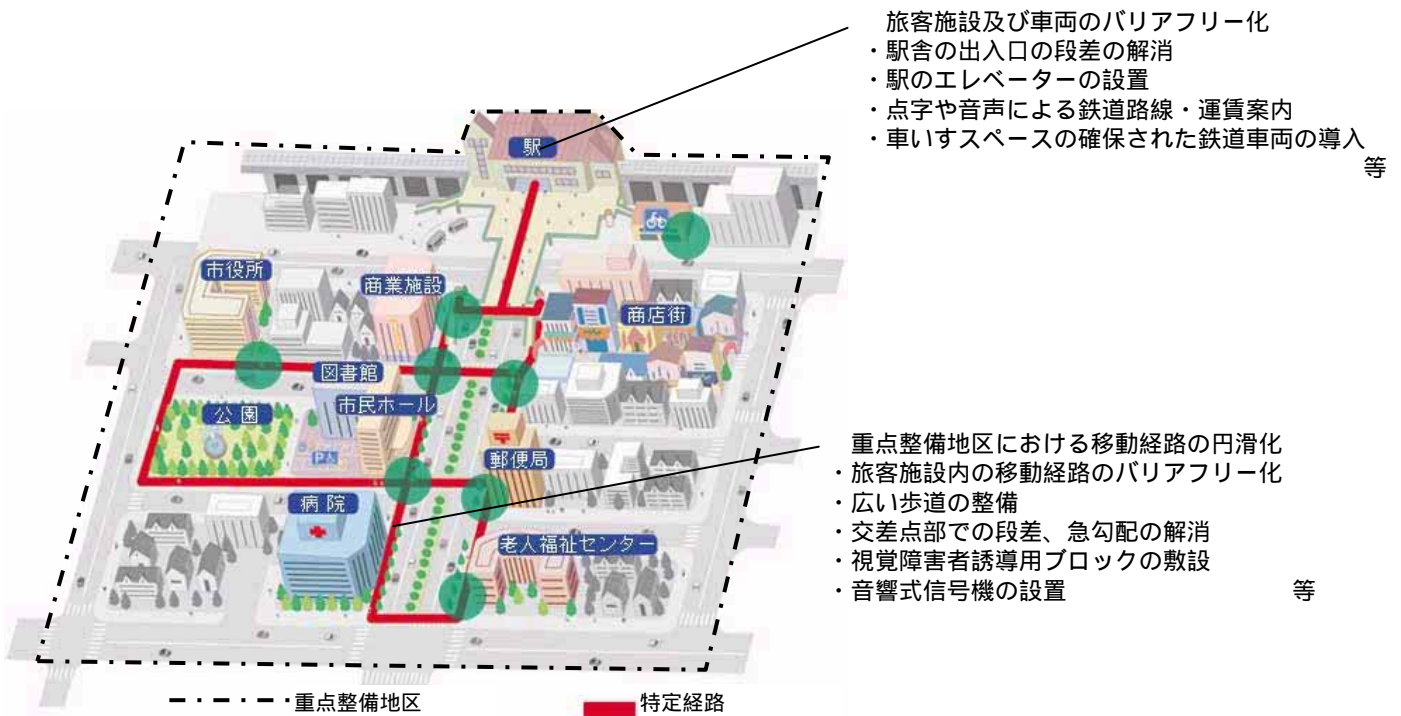 旅客施設及び車両のバリアフリー化
・駅舎の出入口の段差の解消
・駅のエレベーターの設置
・点字や音声による鉄道路線・運賃案内
・車いすスペースの確保された鉄道車両の導入
等
駅
市役所
商業施設
商店街
図書館
市民ホール
公園
P
郵便局
病院
老人福祉センター
重点整備地区における移動経路の円滑化
・旅客施設内の移動経路のバリアフリー化
・広い歩道の整備
・交差点部での段差、急勾配の解消
・視覚障害者誘導用ブロックの敷設
・音響式信号機の設置 等
重点整備地区
特定経路